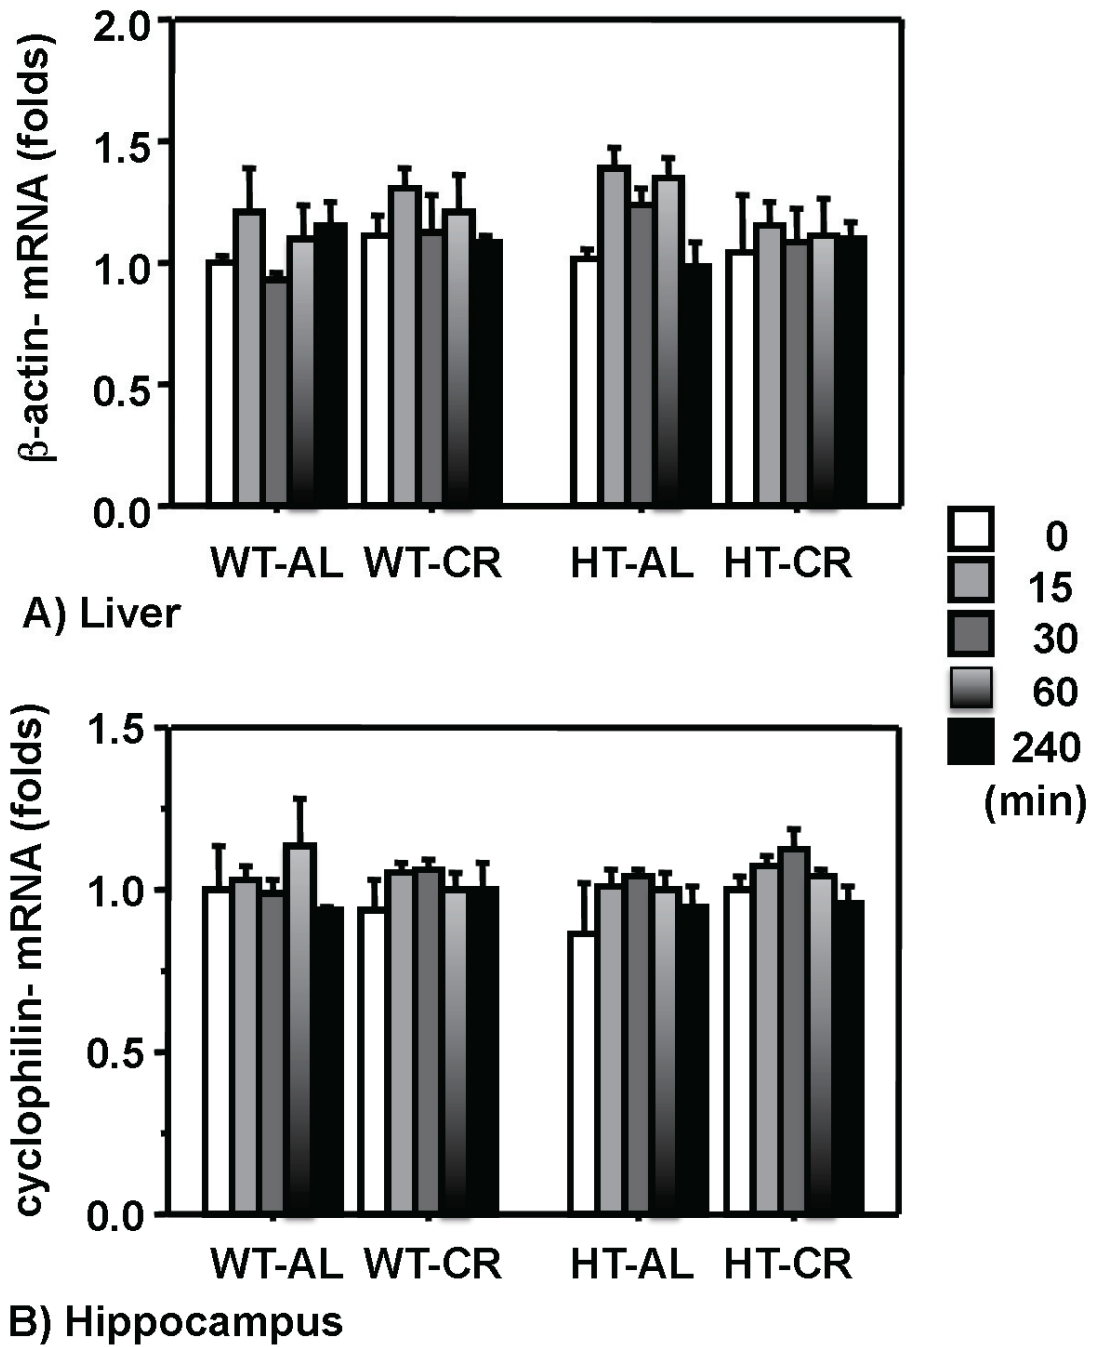 β-actin- mRNA (folds)
2.0
1.5
1.0
0.5
0.0
WT-AL WT-CR HT-AL HT-CR
A) Liver
0
15
30
60
240
(min)
cyclophilin- mRNA (folds)
1.5
1.0
0.5
0.0
WT-AL WT-CR HT-AL HT-CR
B) Hippocampus